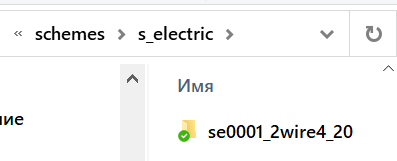 « schemes > s_electric >
Имя
ние
se0001_2wire4_20